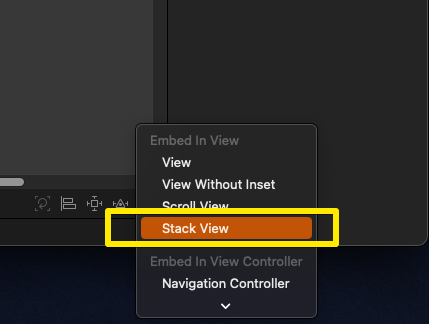 Embed In View
View
View Without Inset
Scroll View
Stack View
Embed In View Controller
Navigation Controller